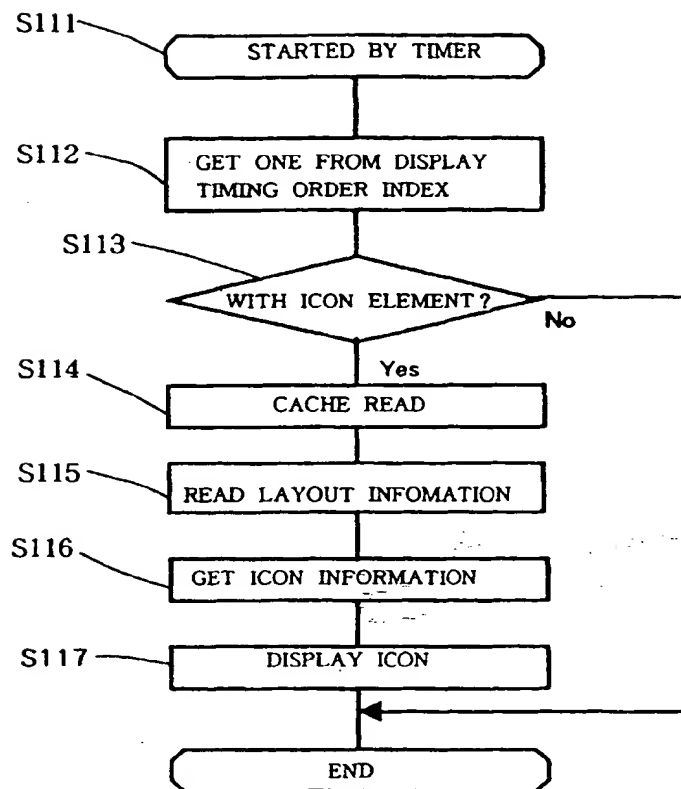 S111
STARTED BY TIMER
S112
GET ONE FROM DISPLAY
TIMING ORDER INDEX
S113
WITH ICON ELEMENT?
No
Yes
S114
CACHE READ
S115
READ LAYOUT INFOMATION
S116
GET ICON INFORMATION
S117
DISPLAY ICON
END